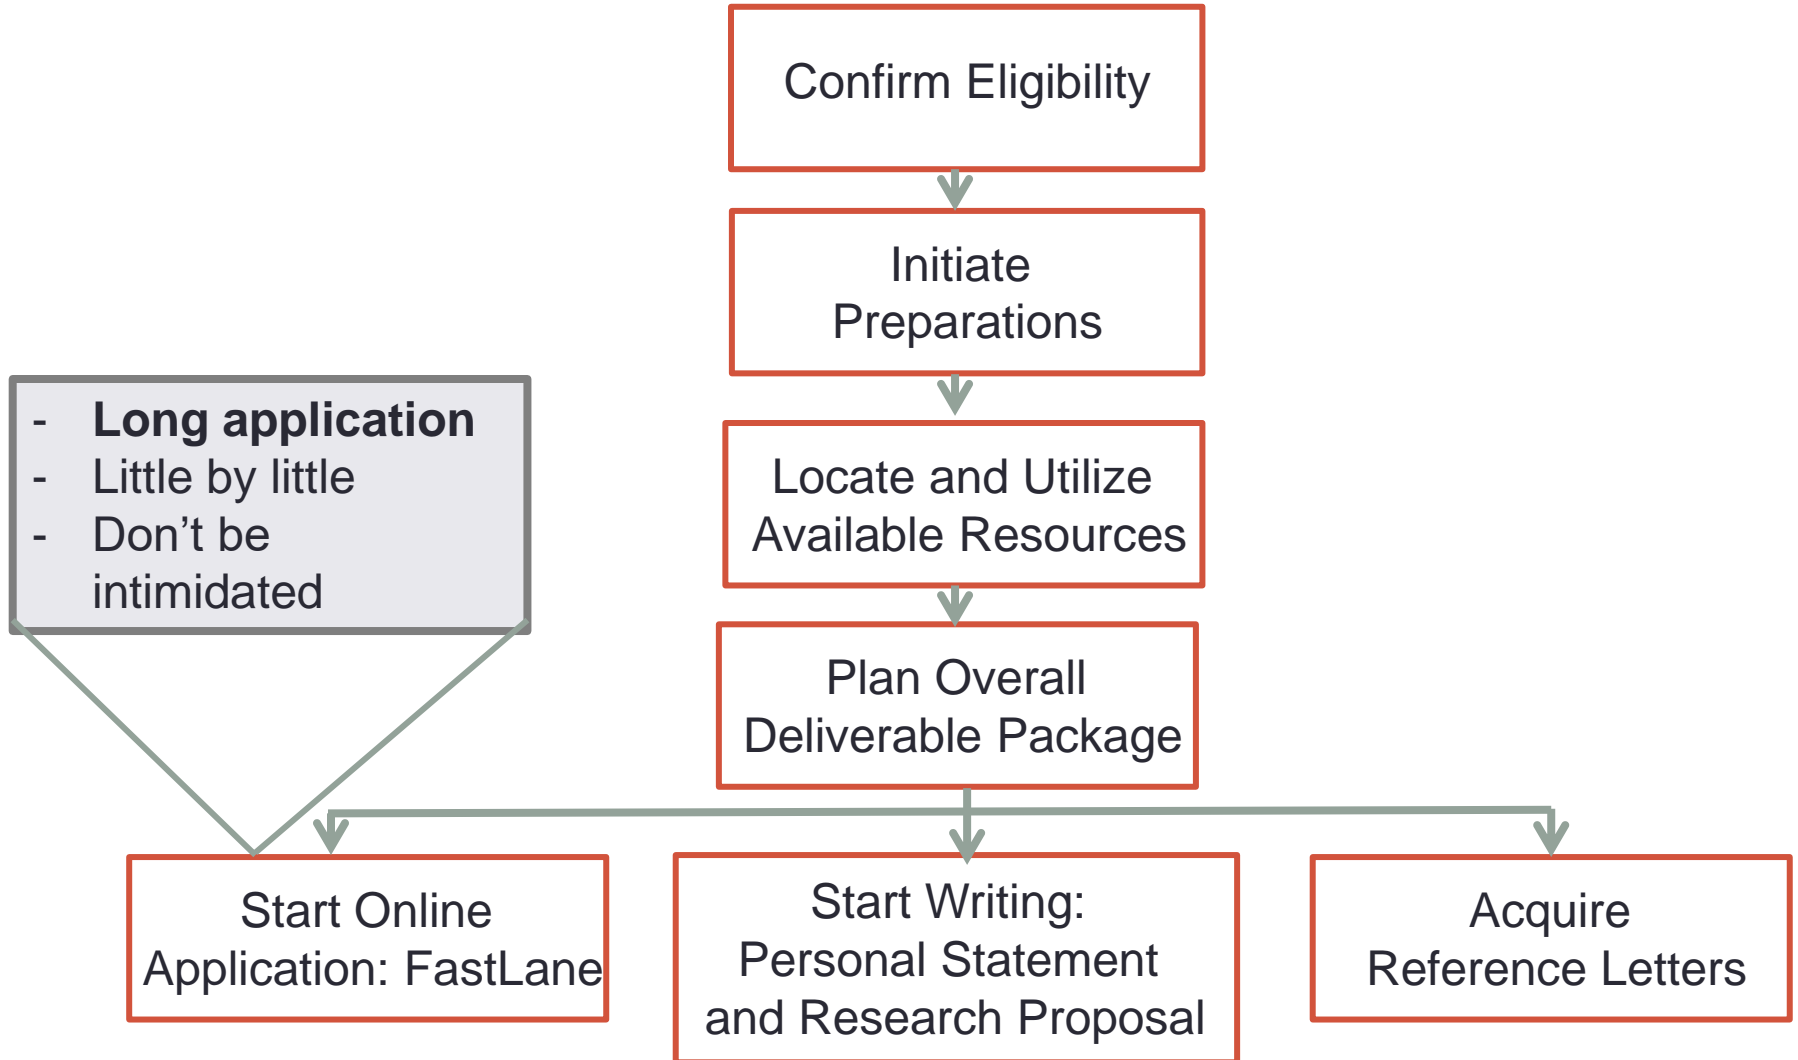 Confirm Eligibility
Initiate
Preparations
- Long application
- Little by little
- Don’t be
intimidated
Locate and Utilize
Available Resources
Plan Overall
Deliverable Package
Start Online
Application: FastLane
Start Writing:
Personal Statement
and Research Proposal
Acquire
Reference Letters